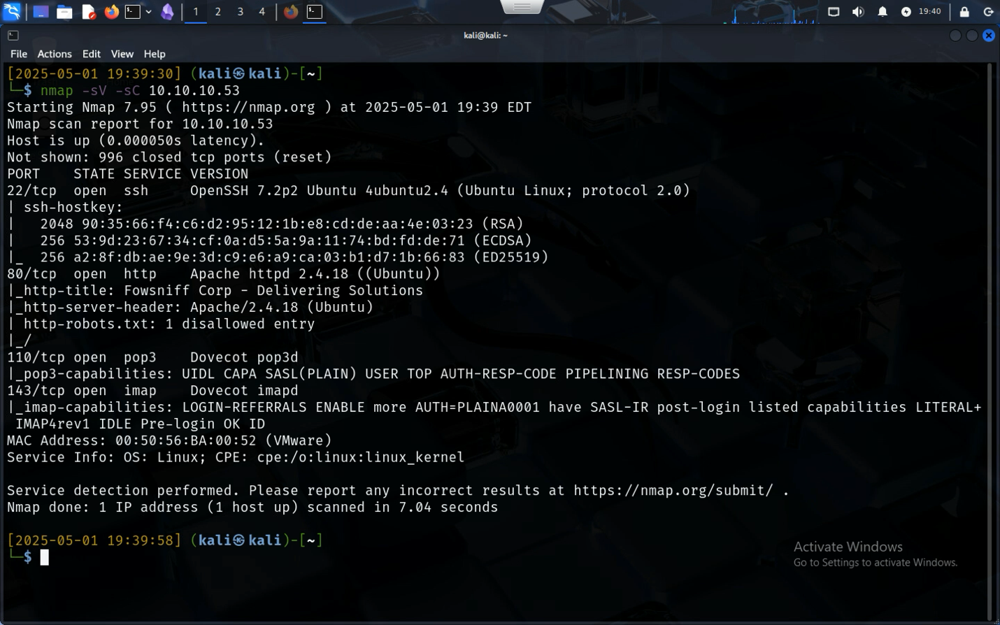 1 2 3 4 19:40
kali@kali: ~
File Actions Edit View Help
[2025-05-01 19:39:30] (kali㉿kali)-[~]
└─$ nmap -sV -sC 10.10.10.53
Starting Nmap 7.95 ( https://nmap.org ) at 2025-05-01 19:39 EDT
Nmap scan report for 10.10.10.53
Host is up (0.000050s latency).
Not shown: 996 closed tcp ports (reset)
PORT    STATE SERVICE VERSION
22/tcp  open  ssh     OpenSSH 7.2p2 Ubuntu 4ubuntu2.4 (Ubuntu Linux; protocol 2.0)
| ssh-hostkey:
|   2048 90:35:66:f4:c6:d2:95:12:1b:e8:cd:de:aa:4e:03:23 (RSA)
|   256 53:9d:23:67:34:cf:0a:d5:5a:9a:11:74:bd:fd:de:71 (ECDSA)
|_  256 a2:8f:db:ae:9e:3d:c9:e6:a9:ca:03:b1:d7:1b:66:83 (ED25519)
80/tcp  open  http    Apache httpd 2.4.18 ((Ubuntu))
|_http-title: Fowsniff Corp - Delivering Solutions
|_http-server-header: Apache/2.4.18 (Ubuntu)
| http-robots.txt: 1 disallowed entry
|_/
110/tcp open  pop3    Dovecot pop3d
|_pop3-capabilities: UIDL CAPA SASL(PLAIN) USER TOP AUTH-RESP-CODE PIPELINING RESP-CODES
143/tcp open  imap    Dovecot imapd
|_imap-capabilities: LOGIN-REFERRALS ENABLE more AUTH=PLAINA0001 have SASL-IR post-login listed capabilities LITERAL+
 IMAP4rev1 IDLE Pre-login OK ID
MAC Address: 00:50:56:BA:00:52 (VMware)
Service Info: OS: Linux; CPE: cpe:/o:linux:linux_kernel
Service detection performed. Please report any incorrect results at https://nmap.org/submit/ .
Nmap done: 1 IP address (1 host up) scanned in 7.04 seconds
[2025-05-01 19:39:58] (kali㉿kali)-[~]
└─$
Activate Windows
Go to Settings to activate Windows.